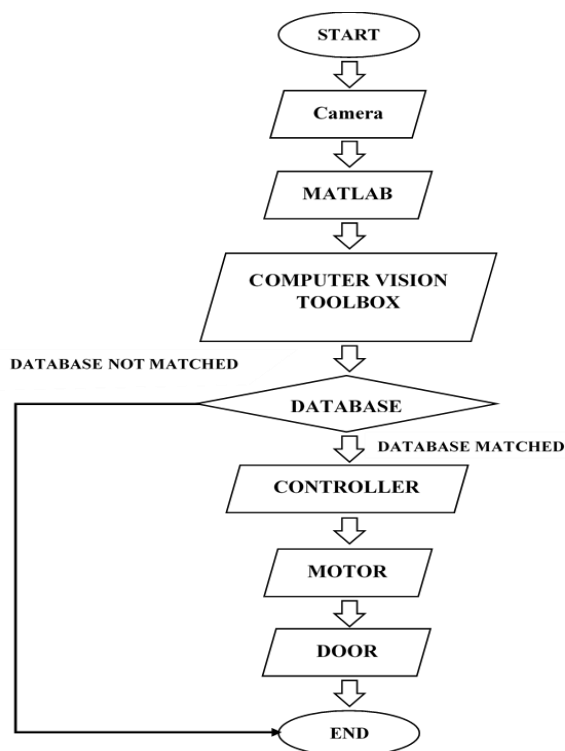 START
Camera
MATLAB
COMPUTER VISION
TOOLBOX
DATABASE NOT MATCHED
DATABASE
DATABASE MATCHED
CONTROLLER
MOTOR
DOOR
END